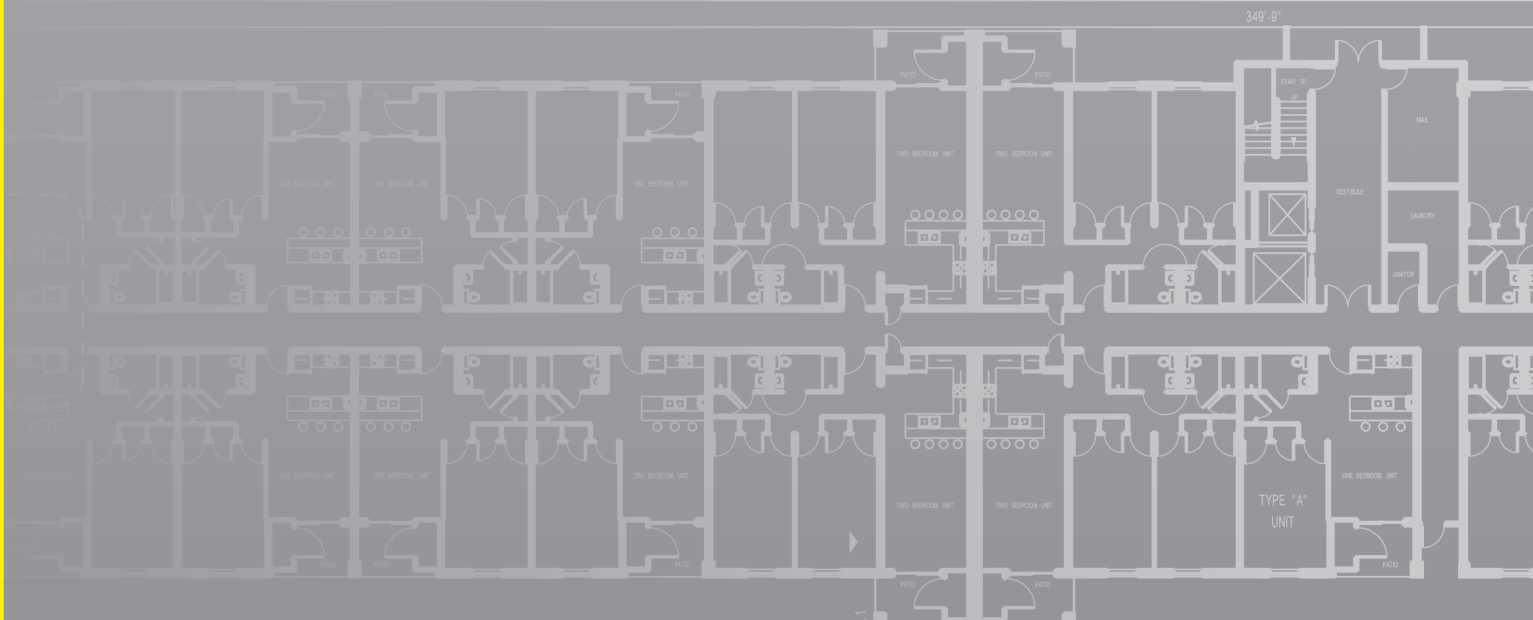 349'-9"
PATIO
PATIO
STAIR "A"
UP
PATIO
PATIO
PATIO
MAIL
TWO BEDROOM UNIT
TWO BEDROOM UNIT
ONE BEDROOM UNIT
ONE BEDROOM UNIT
ONE BEDROOM UNIT
VESTIBULE
LAUNDRY
JANITOR
ONE BEDROOM UNIT
ONE BEDROOM UNIT
ONE BEDROOM UNIT
ONE BEDROOM UNIT
TYPE "A"
UNIT
TWO BEDROOM UNIT
TWO BEDROOM UNIT
PATIO
PATIO
PATIO
PATIO
PATIO
PATIO